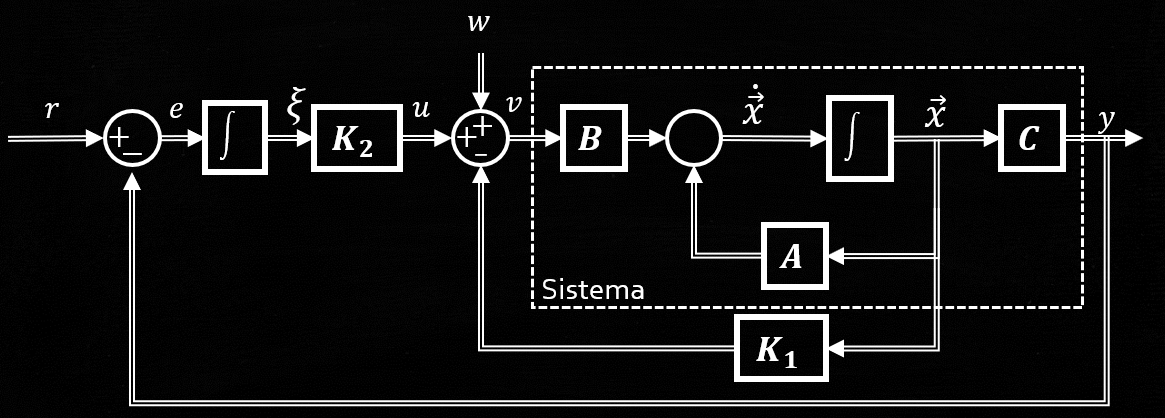 w
r
+
−
e
∫
ξ
K₂
u
+
+
-
v
B
ẋ⃗
∫
x⃗
C
y
A
Sistema
K₁